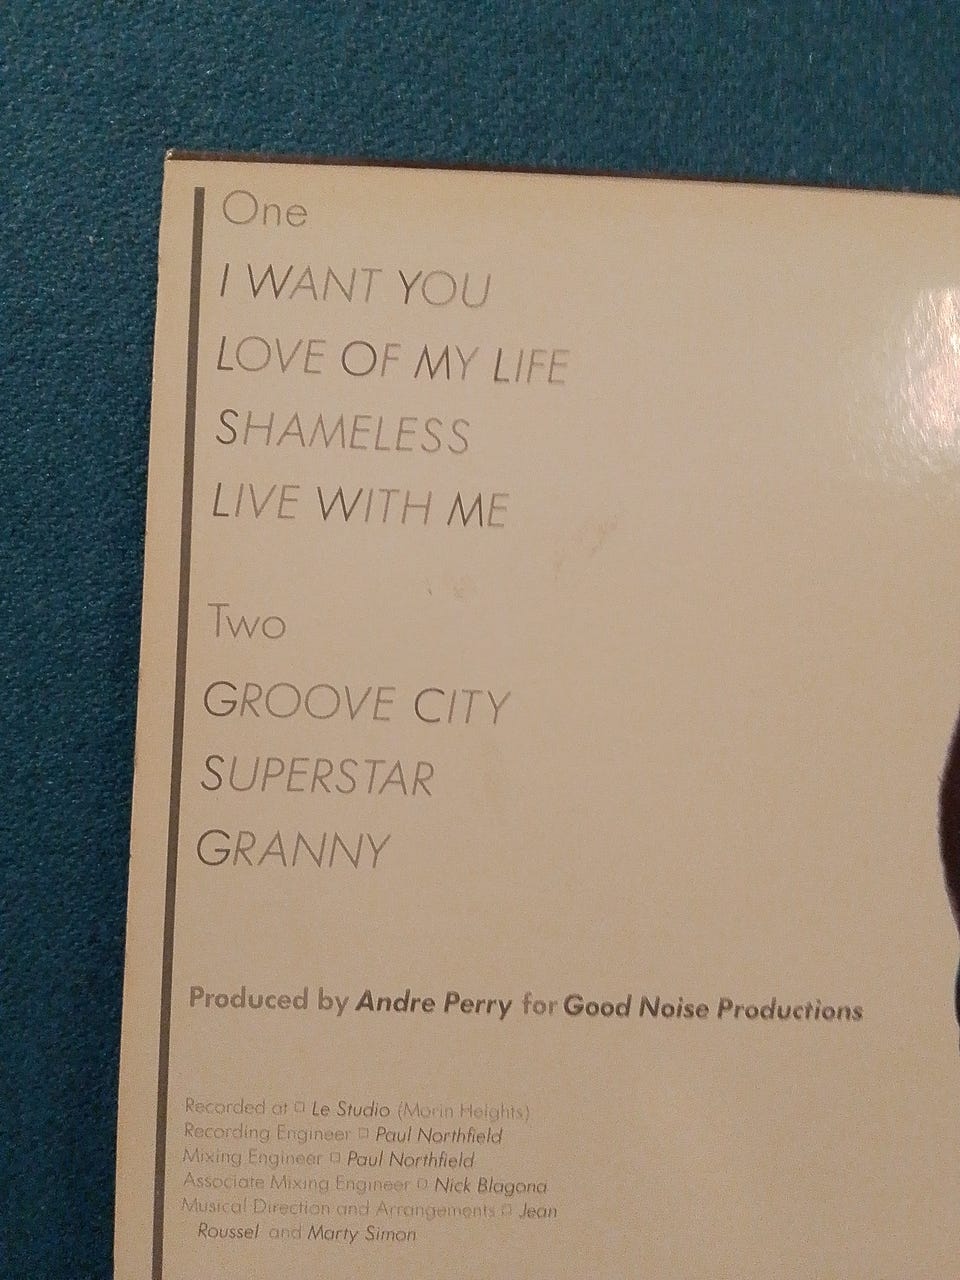 One
I WANT YOU
LOVE OF MY LIFE
SHAMELESS
LIVE WITH ME
Two
GROOVE CITY
SUPERSTAR
GRANNY
Produced by Andre Perry for Good Noise Productions
Recorded at □ Le Studio (Morin Heights)
Recording Engineer □ Paul Northfield
Mixing Engineer □ Paul Northfield
Associate Mixing Engineer □ Nick Blagona
Musical Direction and Arrangements □ Jean
Roussel and Marty Simon